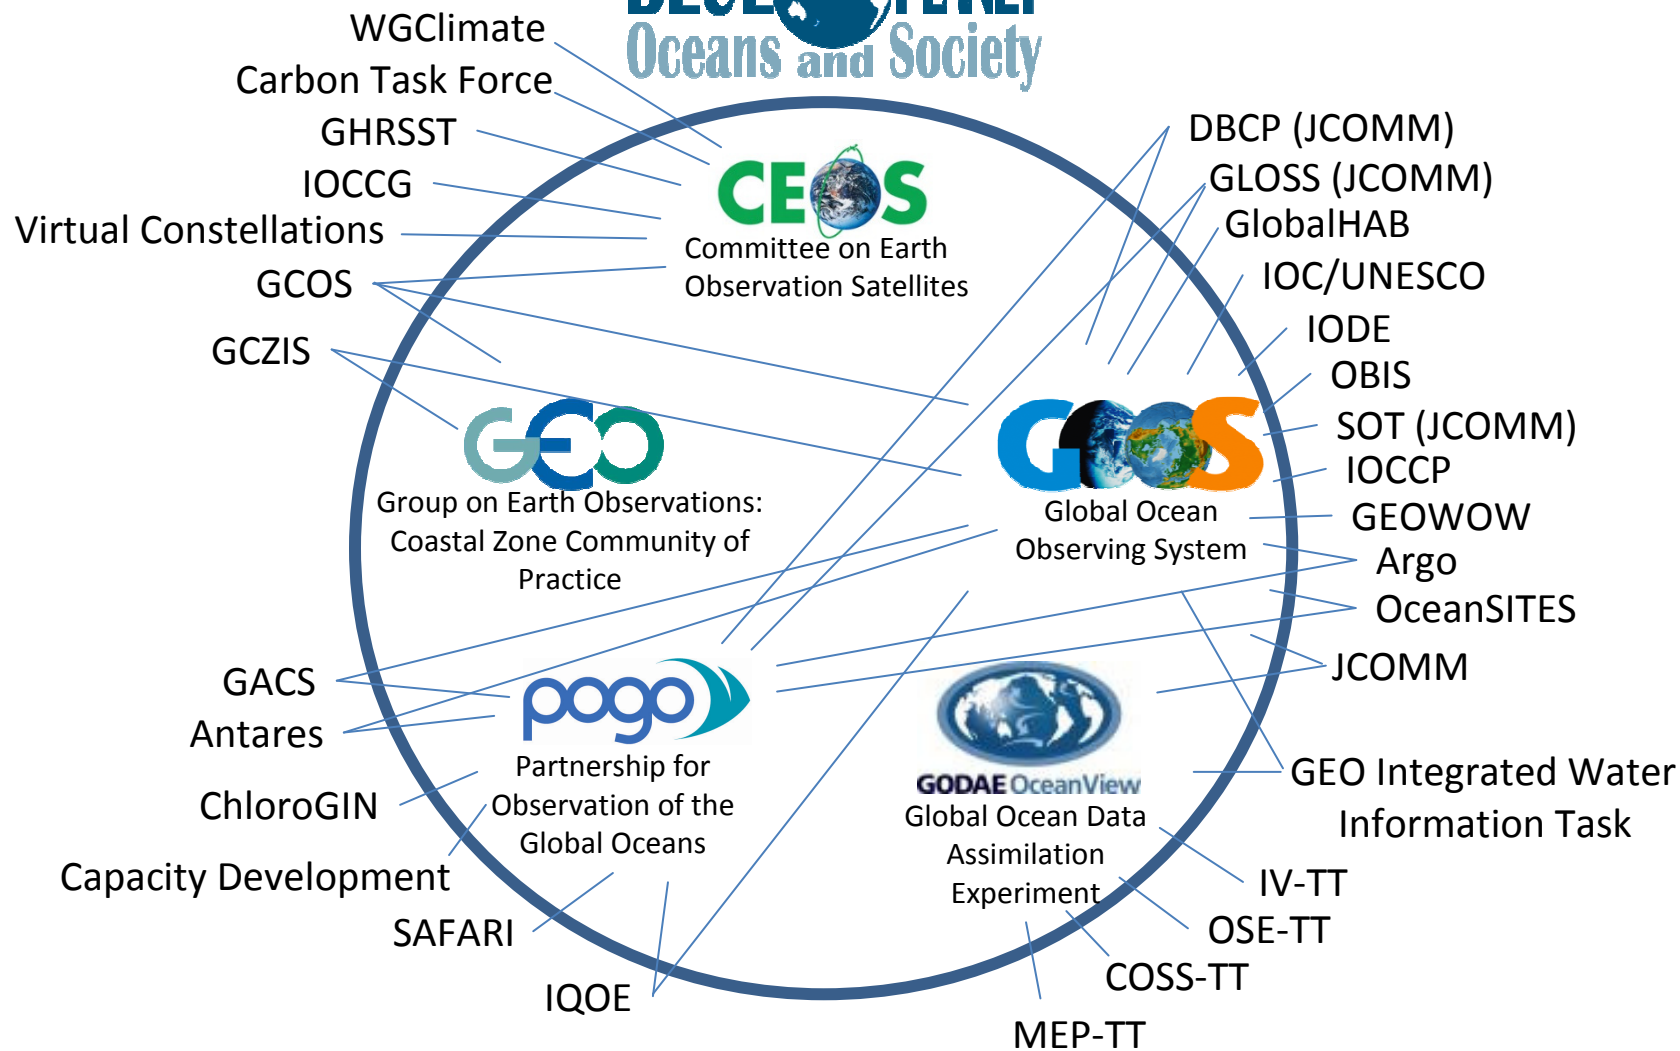 Oceans and Society
WGClimate
Carbon Task Force
GHRSST
IOCCG
Virtual Constellations
GCOS
GCZIS
CEOS
Committee on Earth
Observation Satellites
DBCP (JCOMM)
GLOSS (JCOMM)
GlobalHAB
IOC/UNESCO
IODE
OBIS
SOT (JCOMM)
IOCCP
GEOWOW
Argo
OceanSITES
JCOMM
GEO
Group on Earth Observations:
Coastal Zone Community of
Practice
GOOS
Global Ocean
Observing System
GACS
Antares
ChloroGIN
Capacity Development
SAFARI
IQOE
pogo
Partnership for
Observation of the
Global Oceans
GODAE OceanView
Global Ocean Data
Assimilation
Experiment
GEO Integrated Water
Information Task
IV-TT
OSE-TT
COSS-TT
MEP-TT